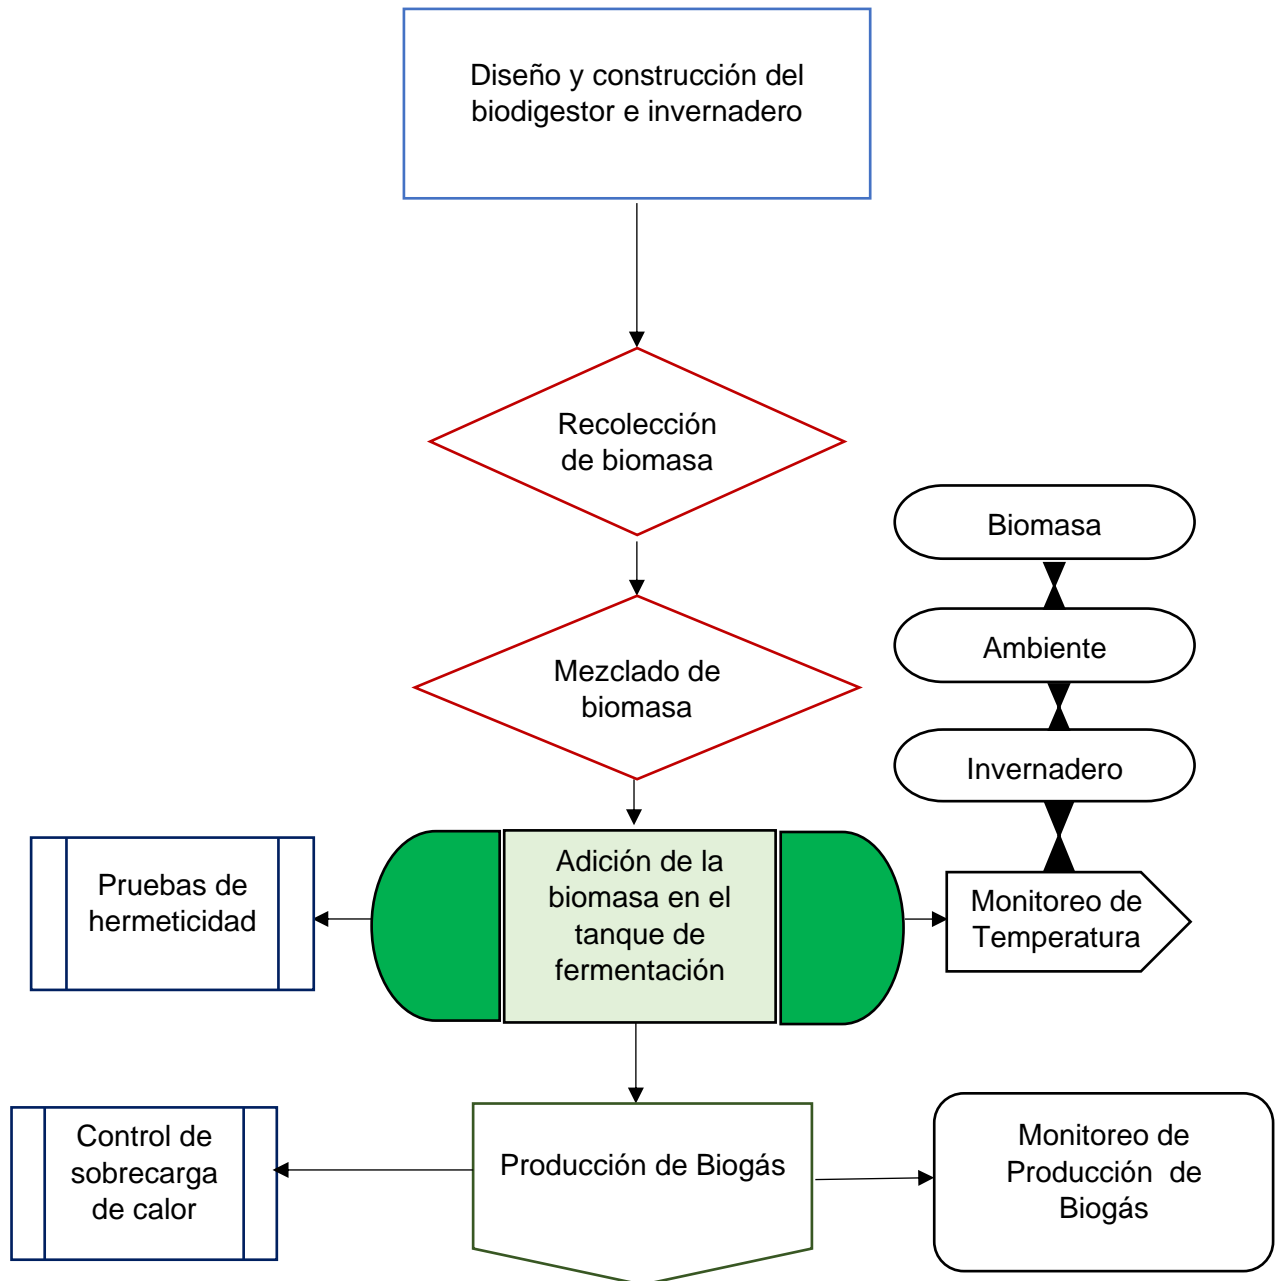 Diseño y construcción del
biodigestor e invernadero
Recolección
de biomasa
Biomasa
Ambiente
Mezclado de
biomasa
Invernadero
Pruebas de
hermeticidad
Adición de la
biomasa en el
tanque de
fermentación
Monitoreo de
Temperatura
Control de
sobrecarga
de calor
Producción de Biogás
Monitoreo de
Producción de
Biogás